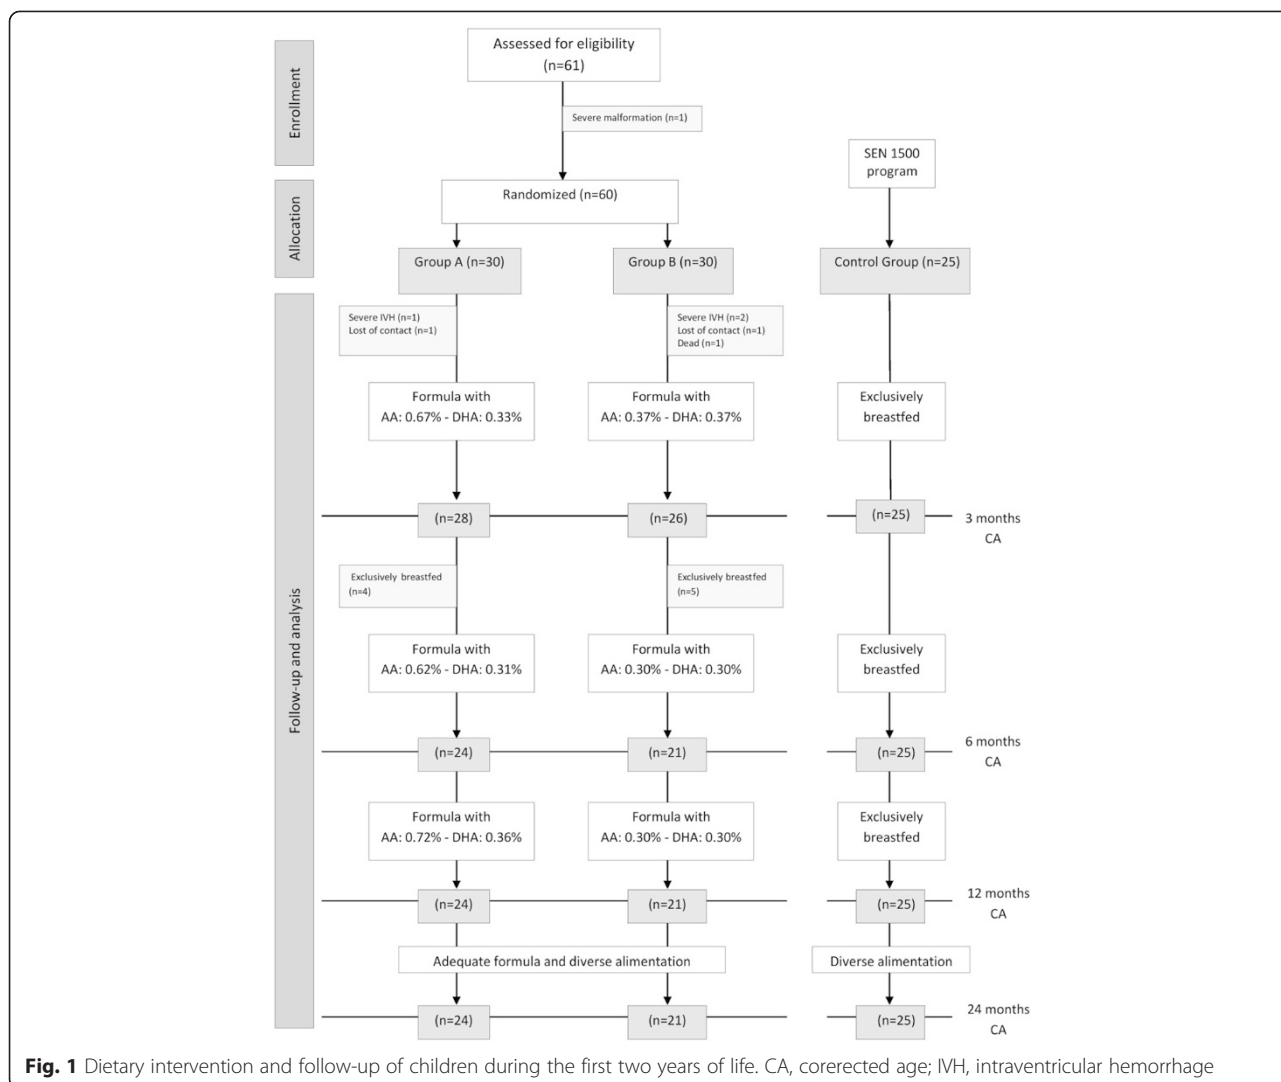 Enrollment
Assessed for eligibility
(n=61)
Severe malformation (n=1)
SEN 1500
program
Allocation
Randomized (n=60)
Group A (n=30)
Group B (n=30)
Control Group (n=25)
Follow-up and analysis
Severe IVH (n=1)
Lost of contact (n=1)
Severe IVH (n=2)
Lost of contact (n=1)
Dead (n=1)
Formula with
AA: 0.67% - DHA: 0.33%
Formula with
AA: 0.37% - DHA: 0.37%
Exclusively
breastfed
(n=28)
(n=26)
(n=25)
3 months
CA
Exclusively breastfed
(n=4)
Exclusively breastfed
(n=5)
Formula with
AA: 0.62% - DHA: 0.31%
Formula with
AA: 0.30% - DHA: 0.30%
Exclusively
breastfed
(n=24)
(n=21)
(n=25)
6 months
CA
Formula with
AA: 0.72% - DHA: 0.36%
Formula with
AA: 0.30% - DHA: 0.30%
Exclusively
breastfed
(n=24)
(n=21)
(n=25)
12 months
CA
Adequate formula and diverse alimentation
Diverse alimentation
(n=24)
(n=21)
(n=25)
24 months
CA
Fig. 1 Dietary intervention and follow-up of children during the first two years of life. CA, corerected age; IVH, intraventricular hemorrhage